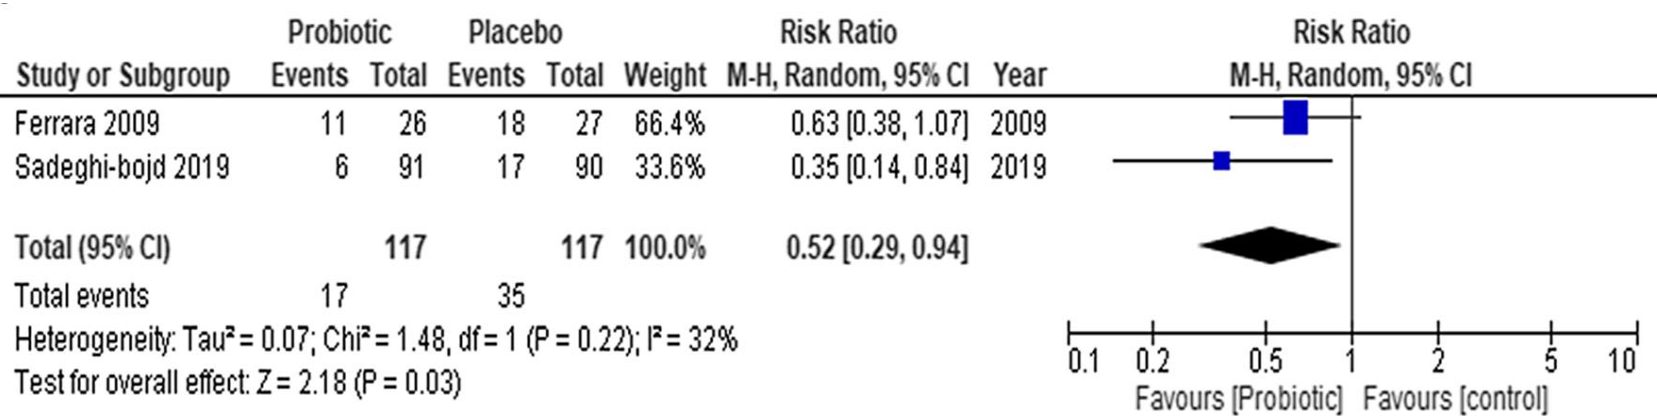 Probiotic Placebo Risk Ratio Risk Ratio
Study or Subgroup Events Total Events Total Weight M-H, Random, 95% CI Year M-H, Random, 95% CI
Ferrara 2009 11 26 18 27 66.4% 0.63 [0.38, 1.07] 2009
Sadeghi-bojd 2019 6 91 17 90 33.6% 0.35 [0.14, 0.84] 2019
Total (95% CI) 117 117 100.0% 0.52 [0.29, 0.94]
Total events 17 35
Heterogeneity: Tau² = 0.07; Chi² = 1.48, df = 1 (P = 0.22); I² = 32%
Test for overall effect: Z = 2.18 (P = 0.03)
0.1 0.2 0.5 1 2 5 10
Favours [Probiotic] Favours [control]